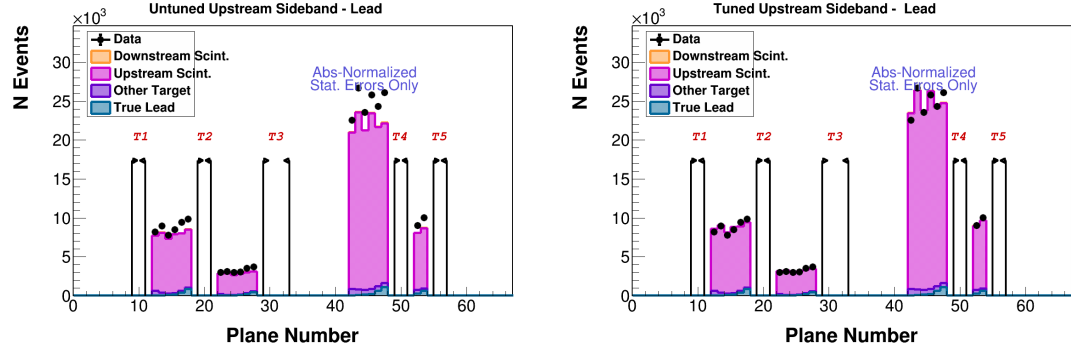 Untuned Upstream Sideband - Lead
×10³
N Events
Data
Downstream Scint.
Upstream Scint.
Other Target
True Lead
Abs-Normalized
Stat. Errors Only
T1 T2 T3 T4 T5
30
25
20
15
10
5
0
0 10 20 30 40 50 60
Plane Number
Tuned Upstream Sideband - Lead
×10³
N Events
Data
Downstream Scint.
Upstream Scint.
Other Target
True Lead
Abs-Normalized
Stat. Errors Only
T1 T2 T3 T4 T5
30
25
20
15
10
5
0
0 10 20 30 40 50 60
Plane Number